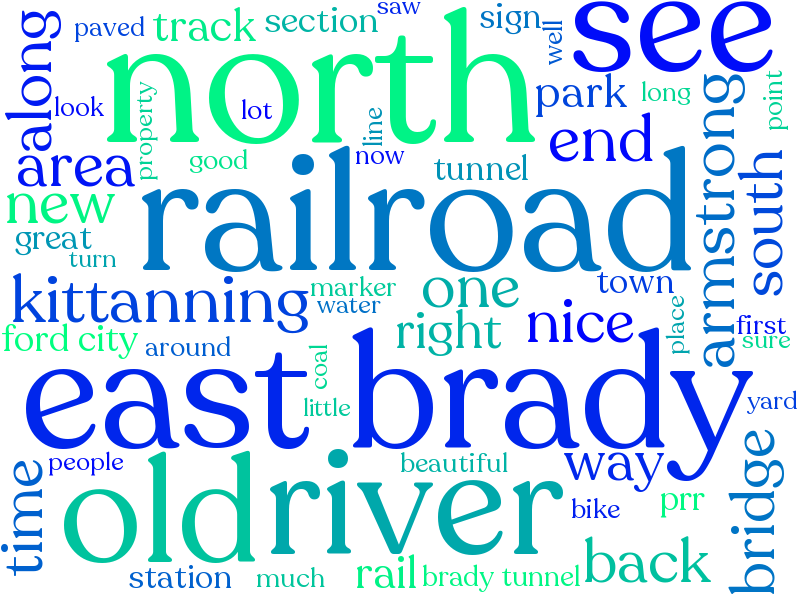 saw
paved
track
section
sign
see
along
north
well
look
lot
line
park
long
point
property
area
good
now
tunnel
end
armstrong
south
new
railroad
great
turn
kittanning
marker
water
one
town
ford city
around
right
nice
place
first
sure
coal
little
east brady
yard
people
time
old
river
beautiful
way
bike
prr
bridge
station
much
rail
brady tunnel
back